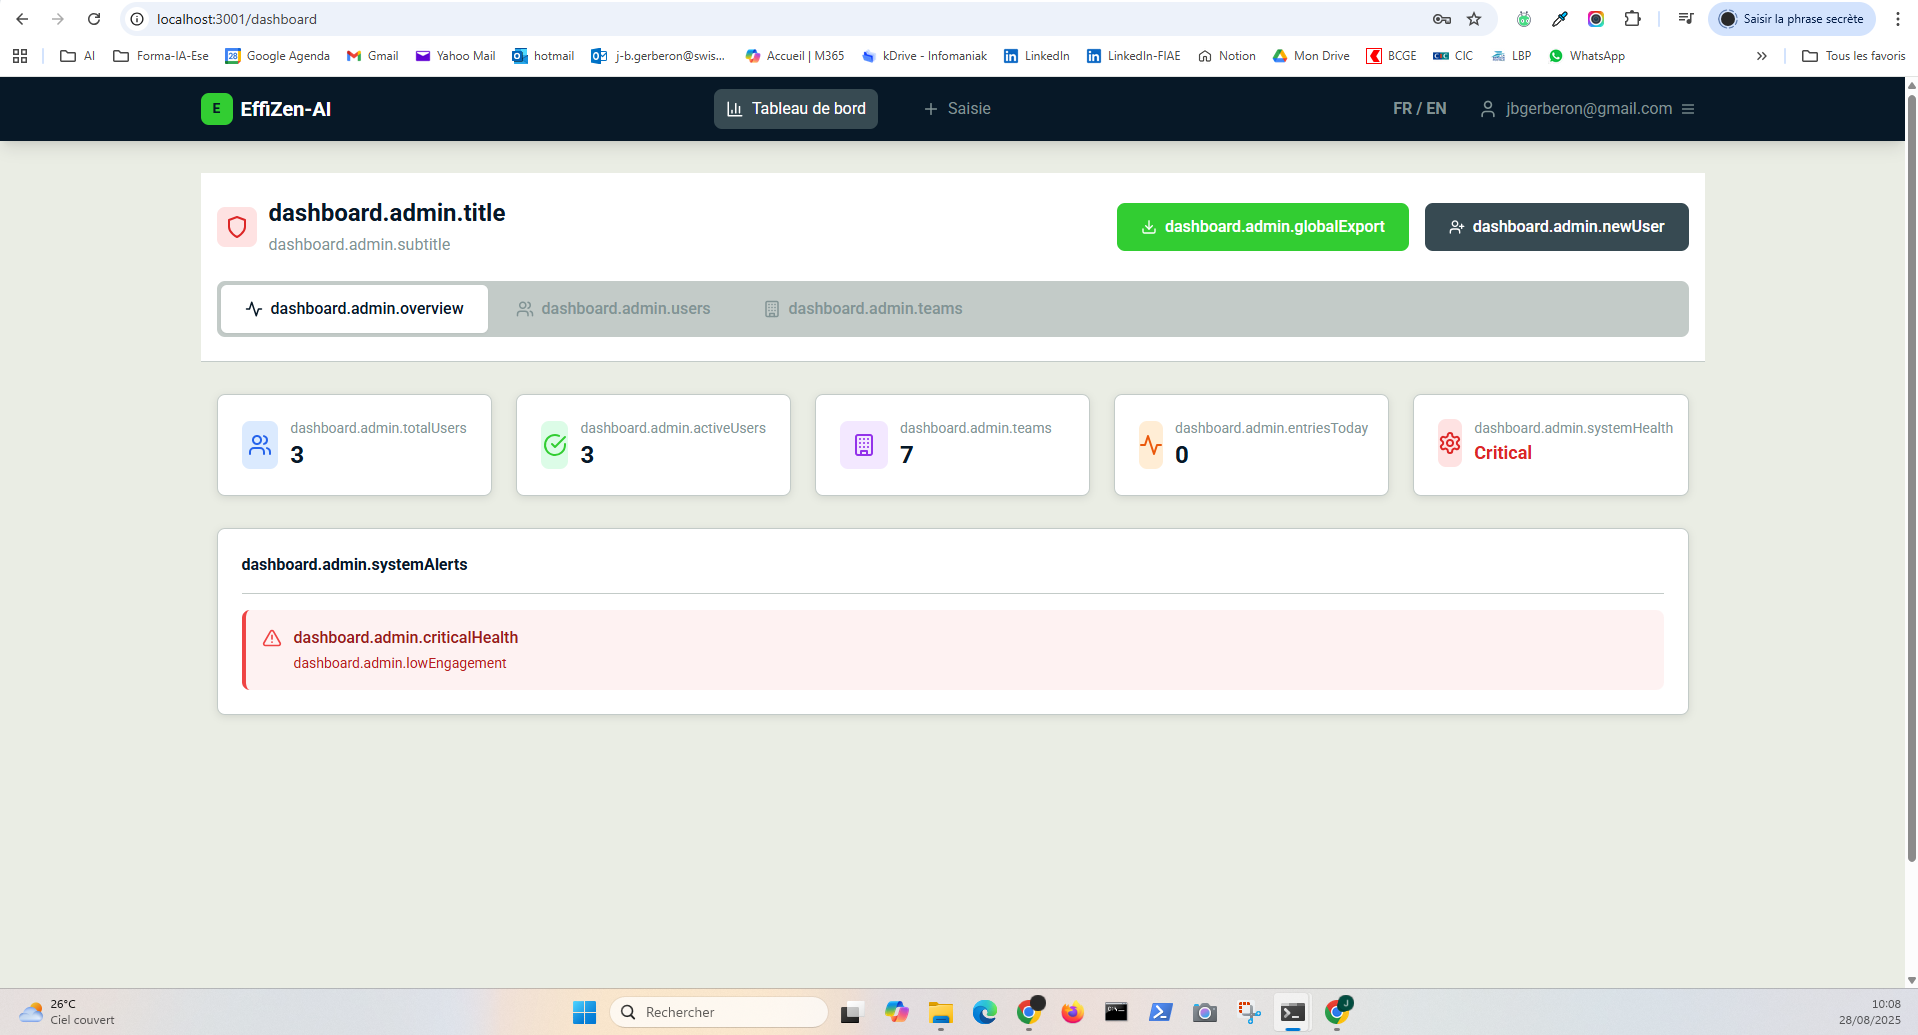 localhost:3001/dashboard
Saisir la phrase secrète
AI
Forma-IA-Ese
28
Google Agenda
Gmail
Yahoo Mail
hotmail
j-b.gerberon@swis...
Accueil | M365
kDrive - Infomaniak
LinkedIn
LinkedIn-FIAE
Notion
Mon Drive
BCGE
CIC
LBP
WhatsApp
Tous les favoris
E
EffiZen-AI
Tableau de bord
Saisie
FR / EN
jbgerberon@gmail.com
dashboard.admin.title
dashboard.admin.subtitle
dashboard.admin.globalExport
dashboard.admin.newUser
dashboard.admin.overview
dashboard.admin.users
dashboard.admin.teams
dashboard.admin.totalUsers
3
dashboard.admin.activeUsers
3
dashboard.admin.teams
7
dashboard.admin.entriesToday
0
dashboard.admin.systemHealth
Critical
dashboard.admin.systemAlerts
dashboard.admin.criticalHealth
dashboard.admin.lowEngagement
26°C
Ciel couvert
Rechercher
J
10:08
28/08/2025